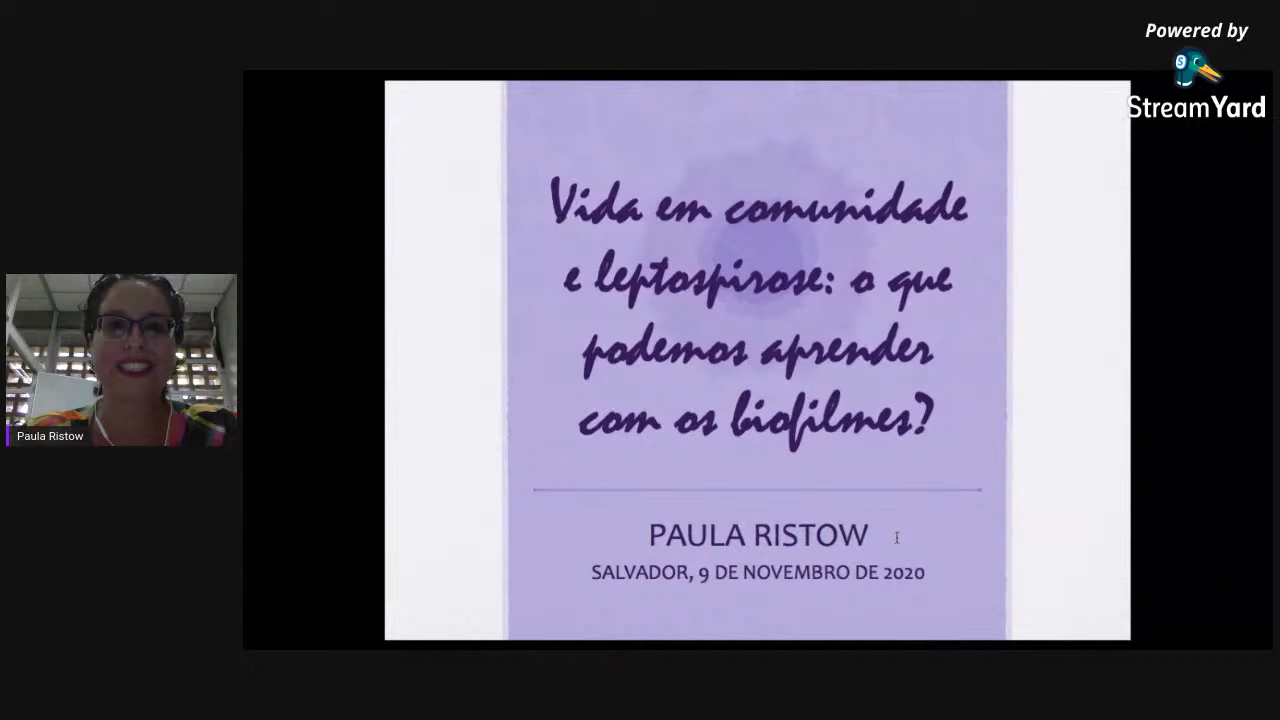 Powered by
StreamYard
Vida em comunidade
e leptospirose: o que
podemos aprender
com os biofilmes?
PAULA RISTOW
SALVADOR, 9 DE NOVEMBRO DE 2020
Paula Ristow